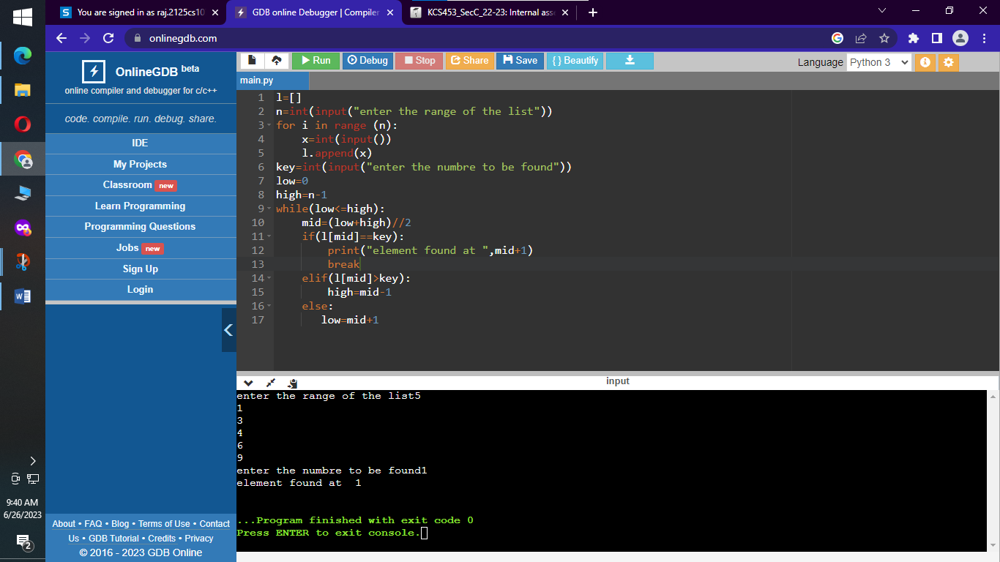 You are signed in as raj.2125cs10
GDB online Debugger | Compiler
KCS453_SecC_22-23: Internal asse
onlinegdb.com
OnlineGDB beta
online compiler and debugger for c/c++
code. compile. run. debug. share.
IDE
My Projects
Classroom new
Learn Programming
Programming Questions
Jobs new
Sign Up
Login
About • FAQ • Blog • Terms of Use • Contact
Us • GDB Tutorial • Credits • Privacy
© 2016 - 2023 GDB Online
Run Debug Stop Share Save { } Beautify
Language Python 3
main.py
1 l=[]
2 n=int(input("enter the range of the list"))
3 for i in range (n):
4     x=int(input())
5     l.append(x)
6 key=int(input("enter the numbre to be found"))
7 low=0
8 high=n-1
9 while(low<=high):
10     mid=(low+high)//2
11     if(l[mid]==key):
12         print("element found at ",mid+1)
13         break
14     elif(l[mid]>key):
15         high=mid-1
16     else:
17        low=mid+1
input
enter the range of the list5
1
3
4
6
9
enter the numbre to be found1
element found at  1
...Program finished with exit code 0
Press ENTER to exit console.
9:40 AM
6/26/2023
2